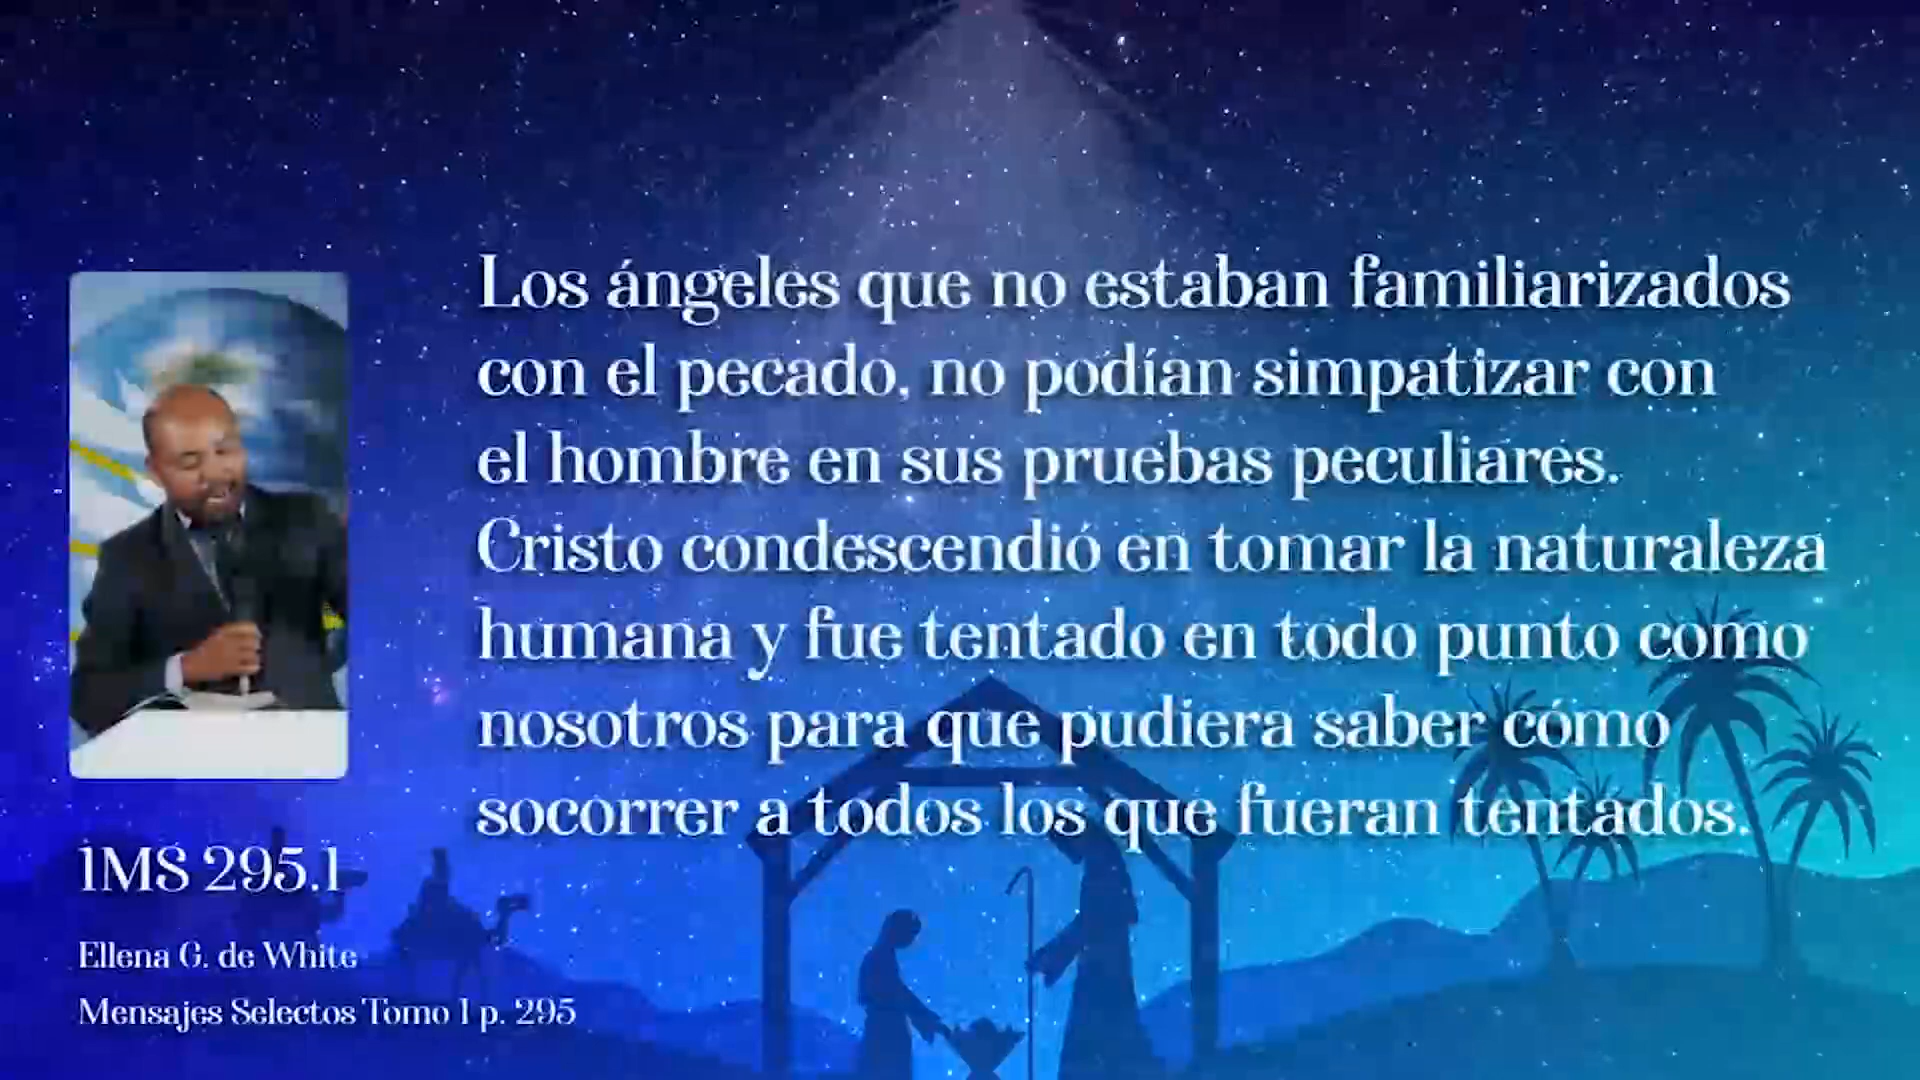 Los ángeles que no estaban familiarizados
con el pecado, no podían simpatizar con
el hombre en sus pruebas peculiares.
Cristo condescendió en tomar la naturaleza
humana y fue tentado en todo punto como
nosotros para que pudiera saber cómo
socorrer a todos los que fueran tentados.
1MS 295.1
Ellena G. de White
Mensajes Selectos Tomo 1 p. 295